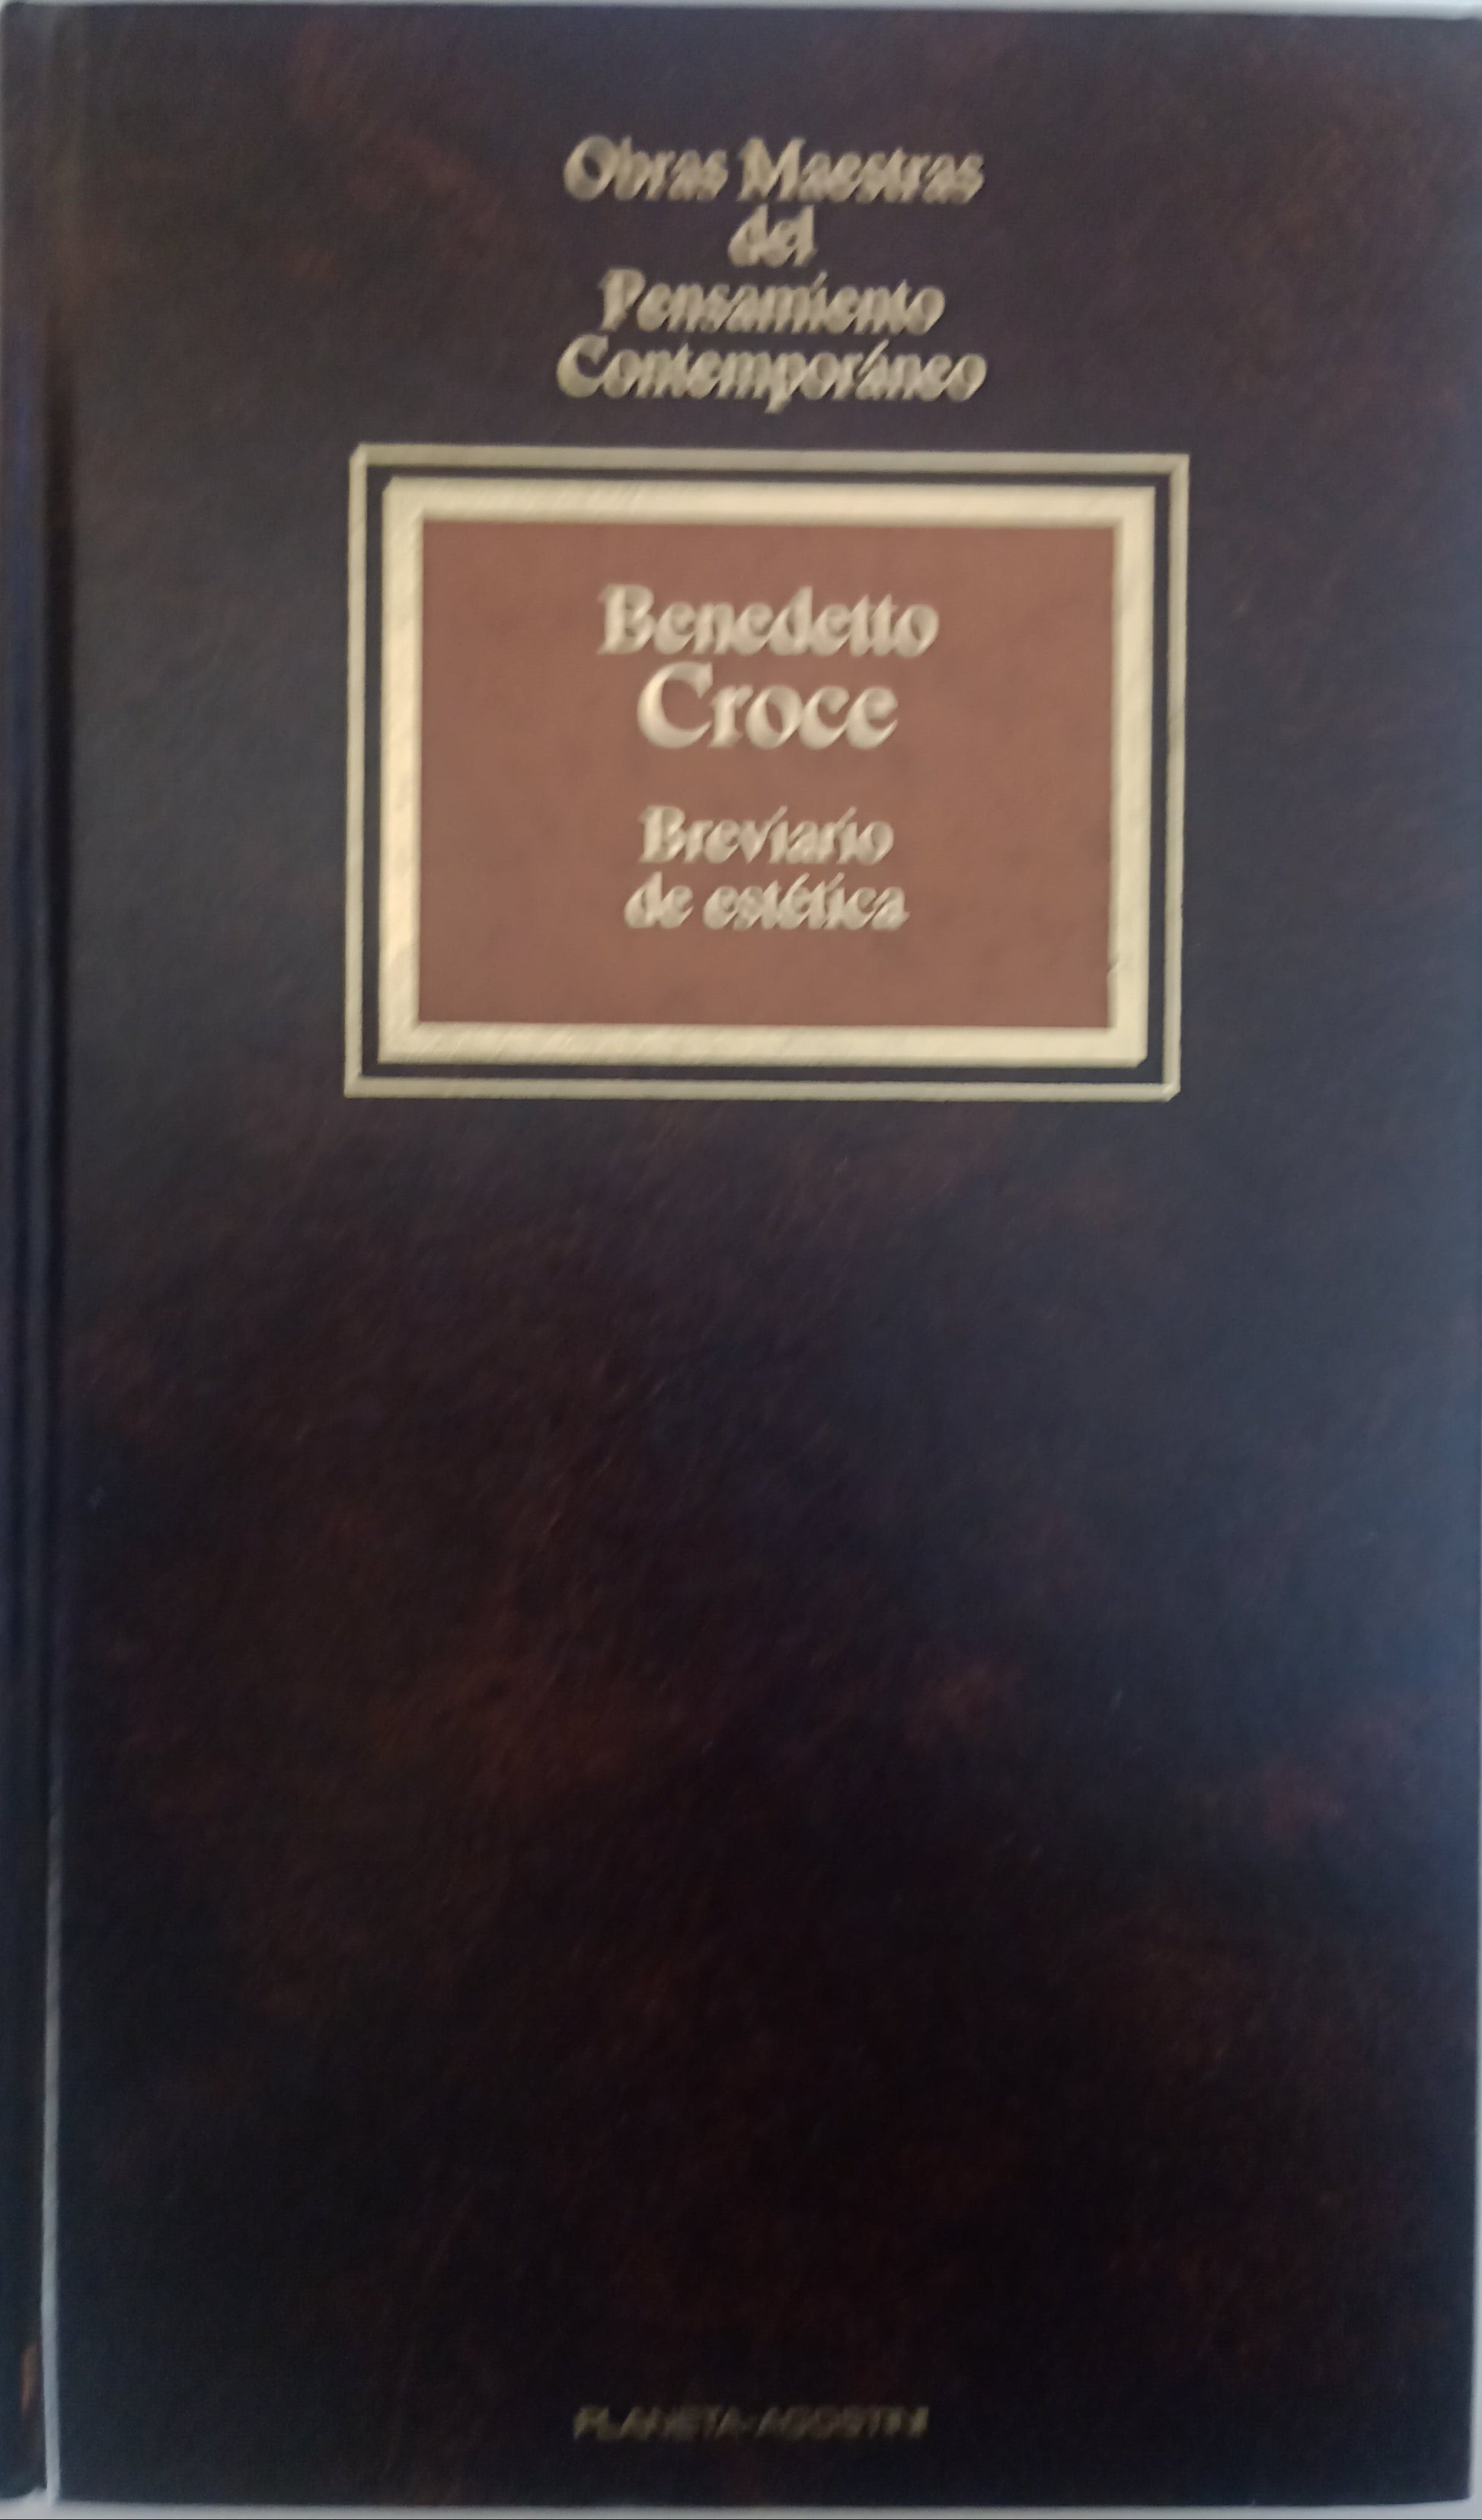 Obras Maestras
del
Pensamiento
Contemporáneo
Benedetto
Croce
Breviario
de estética
PLANETA-AGOSTINI